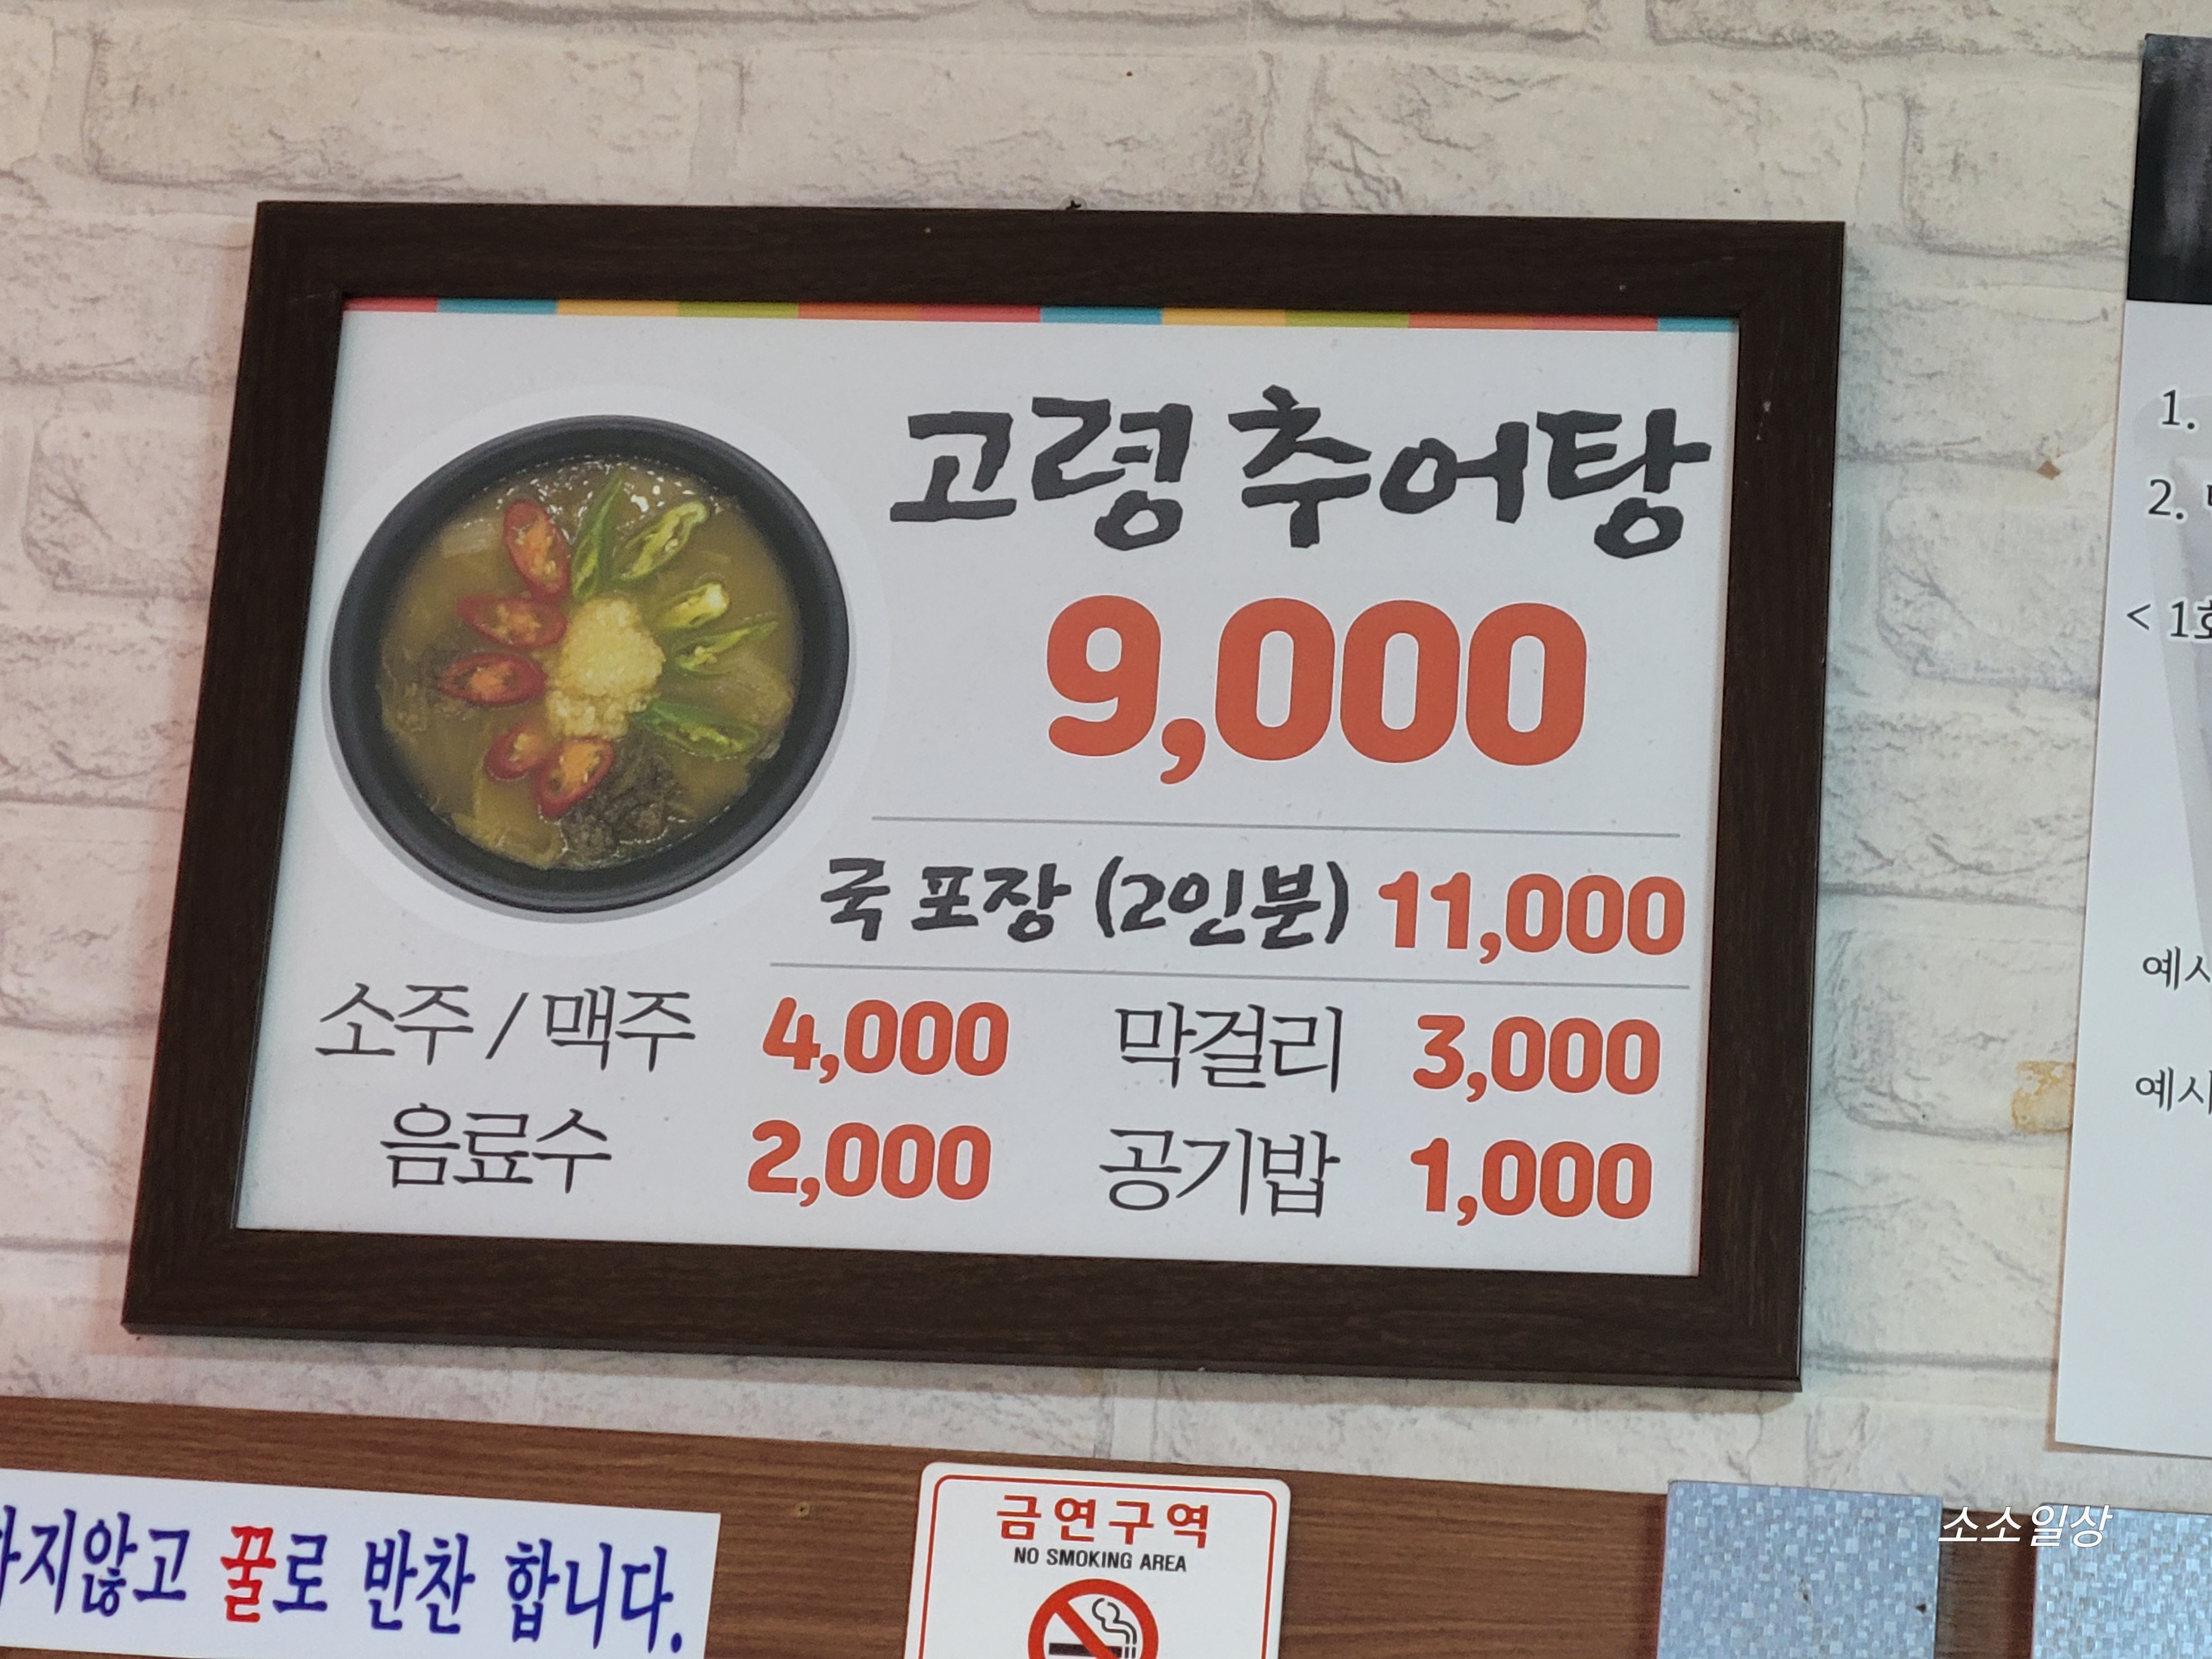 고령 추어탕
9,000
국 포장 (2인분) 11,000
소주 / 맥주 4,000 막걸리 3,000
음료수 2,000 공기밥 1,000
1.
2.
< 1회
예시
예시
하지않고 꿀로 반찬 합니다.
금연구역
NO SMOKING AREA
소소일상